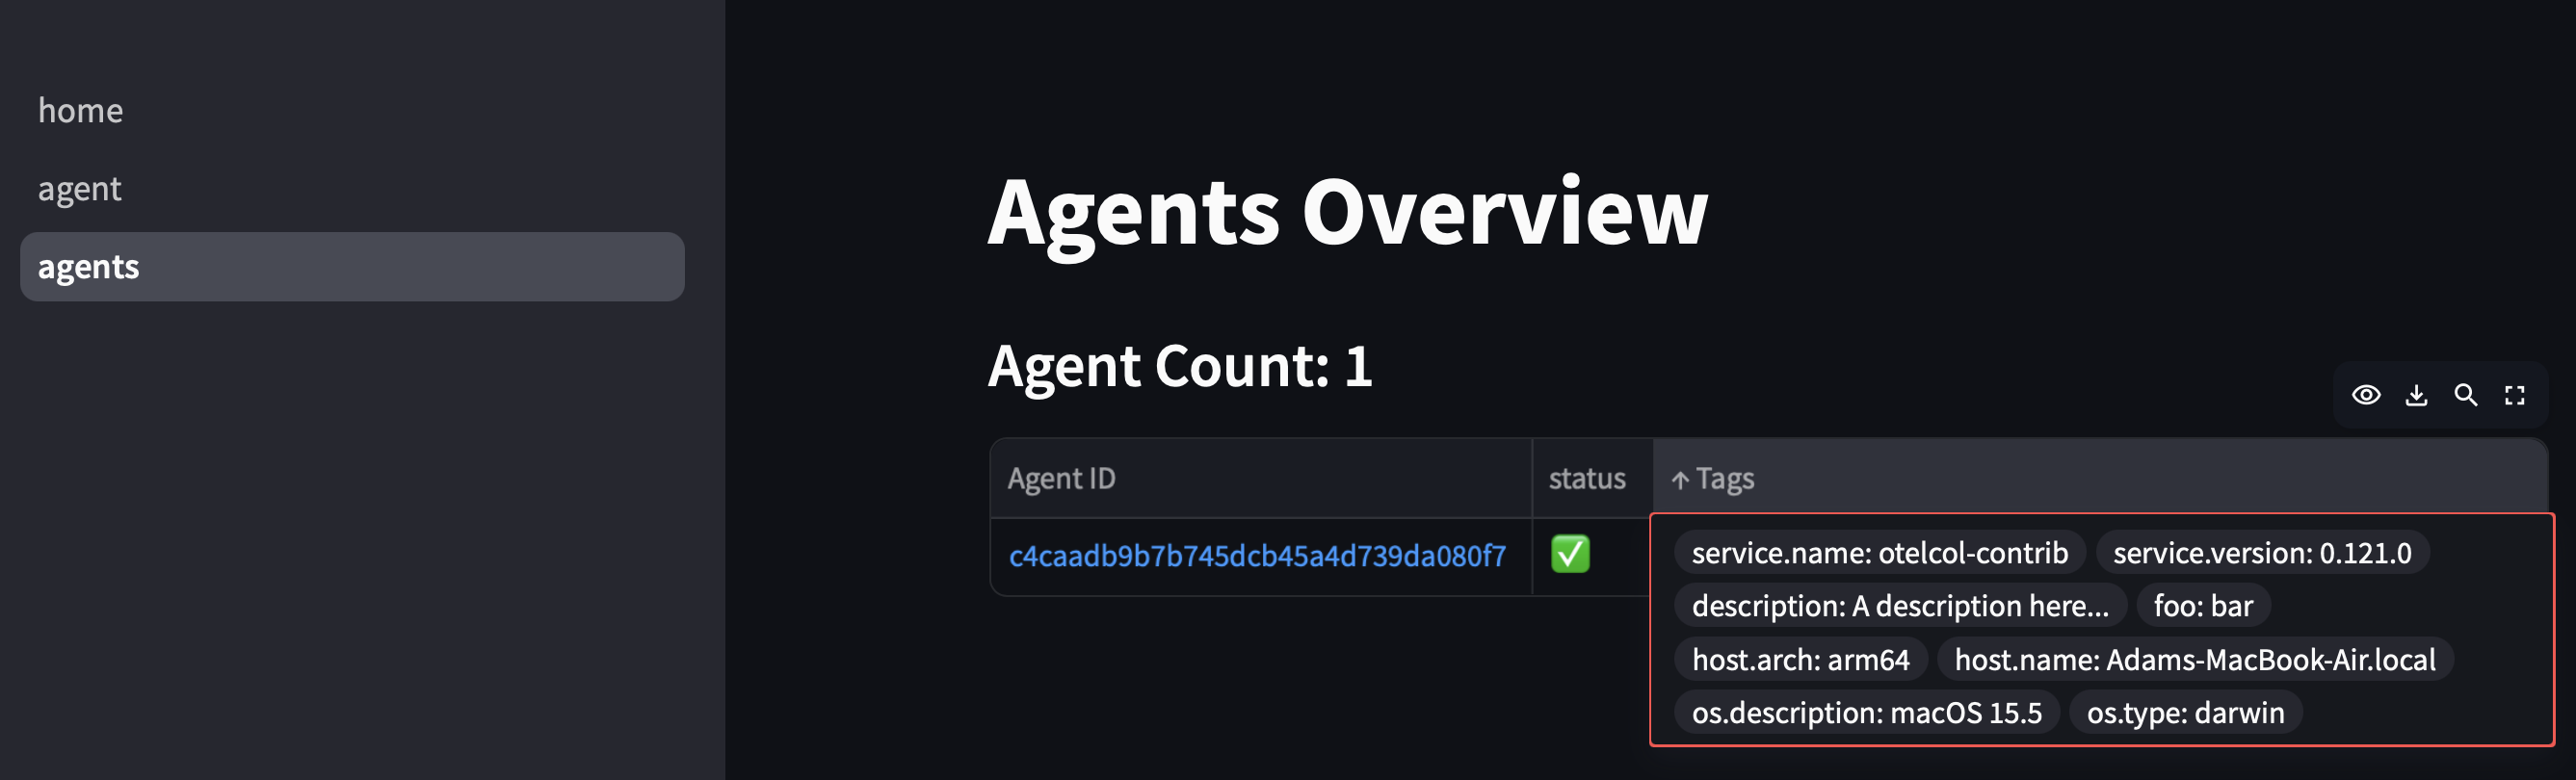 home
agent
agents
Agents Overview
Agent Count: 1
Agent ID status ↑ Tags
c4caadb9b7b745dcb45a4d739da080f7 ✅
service.name: otelcol-contrib service.version: 0.121.0
description: A description here... foo: bar
host.arch: arm64 host.name: Adams-MacBook-Air.local
os.description: macOS 15.5 os.type: darwin